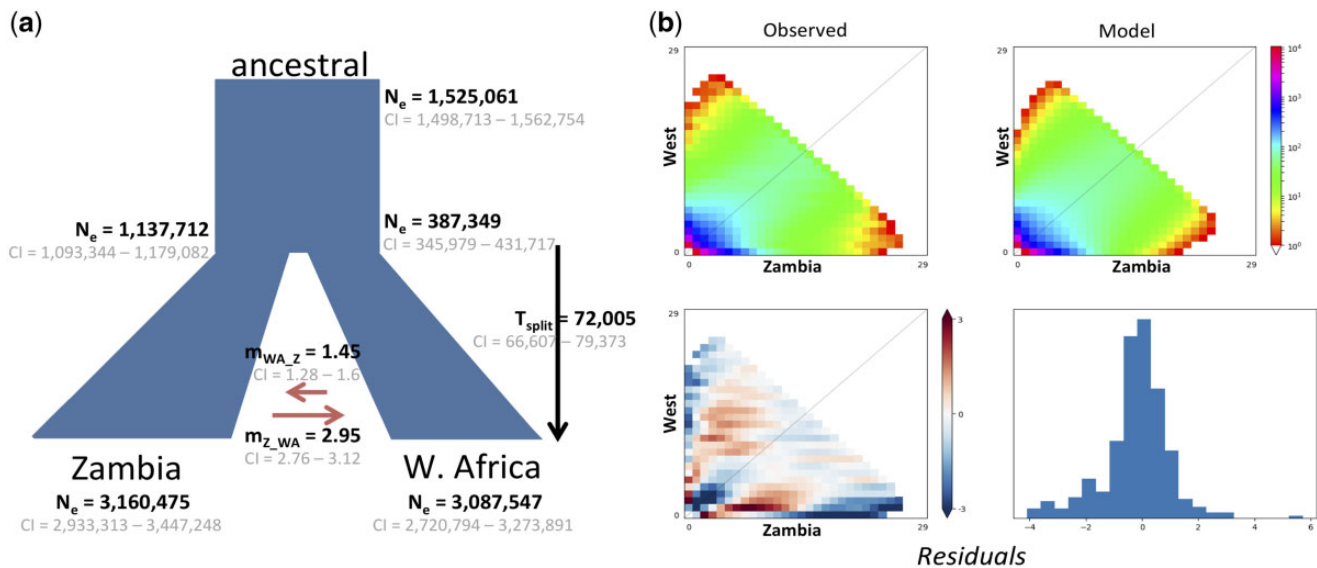 (a)
ancestral
Ne = 1,525,061
CI = 1,498,713 – 1,562,754
Ne = 1,137,712
CI = 1,093,344 – 1,179,082
Ne = 387,349
CI = 345,979 – 431,717
Tsplit = 72,005
CI = 66,607 – 79,373
mWA_Z = 1.45
CI = 1.28 – 1.6
mZ_WA = 2.95
CI = 2.76 – 3.12
Zambia
Ne = 3,160,475
CI = 2,933,313 – 3,447,248
W. Africa
Ne = 3,087,547
CI = 2,720,794 – 3,273,891
(b)
Observed
29
West
0
0
Zambia
29
Model
29
West
0
0
Zambia
29
10^4
10^3
10^2
10^1
10^0
29
West
0
0
Zambia
29
3
0
-3
−4 −2 0 2 4 6
Residuals